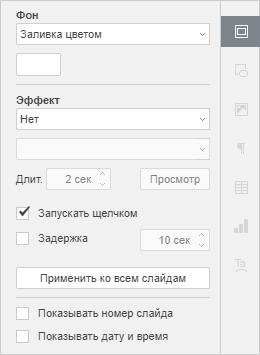 Фон
Заливка цветом
Эффект
Нет
Длит. 2 сек Просмотр
Запускать щелчком
Задержка 10 сек
Применить ко всем слайдам
Показывать номер слайда
Показывать дату и время
Ta